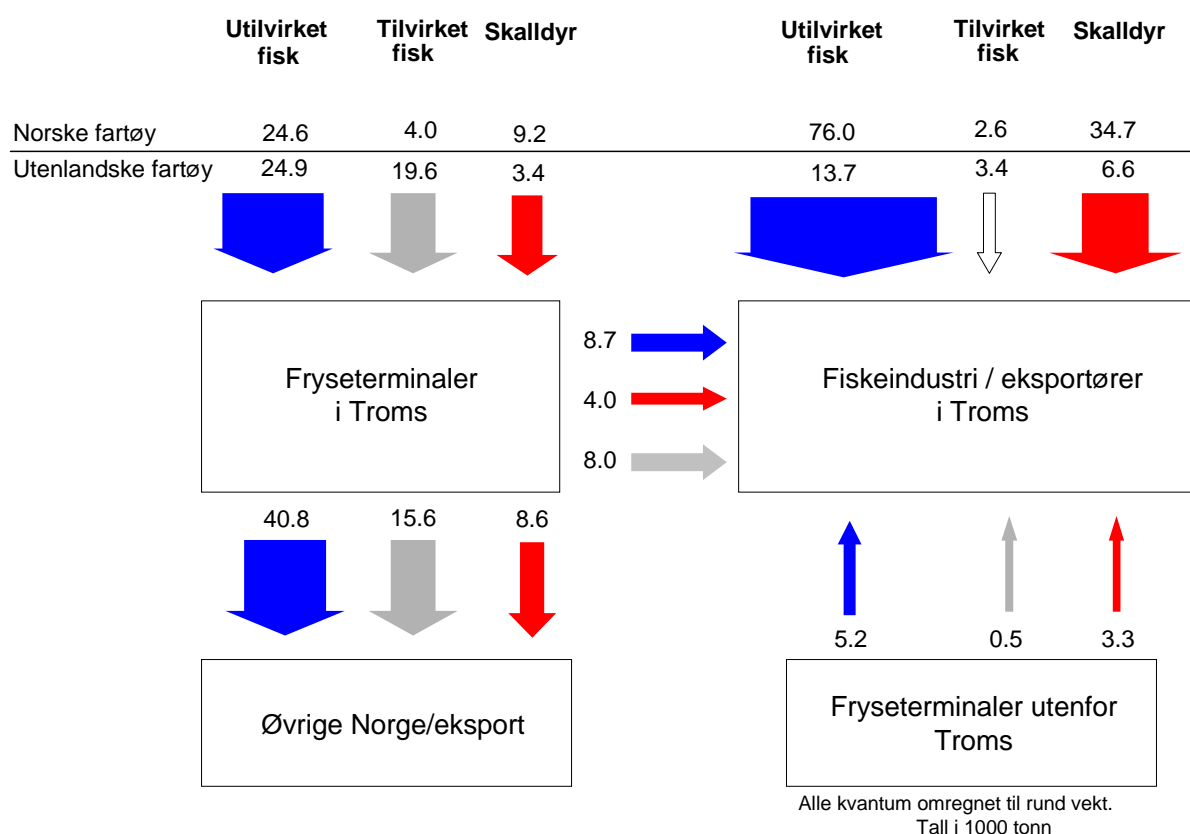 Utilvirket Tilvirket Skalldyr Utilvirket Tilvirket Skalldyr
fisk fisk fisk fisk
Norske fartøy 24.6 4.0 9.2 76.0 2.6 34.7
Utenlandske fartøy 24.9 19.6 3.4 13.7 3.4 6.6
8.7
Fryseterminaler
i Troms
4.0
Fiskeindustri / eksportører
i Troms
8.0
40.8 15.6 8.6
5.2 0.5 3.3
Øvrige Norge/eksport
Fryseterminaler utenfor
Troms
Alle kvantum omregnet til rund vekt.
Tall i 1000 tonn